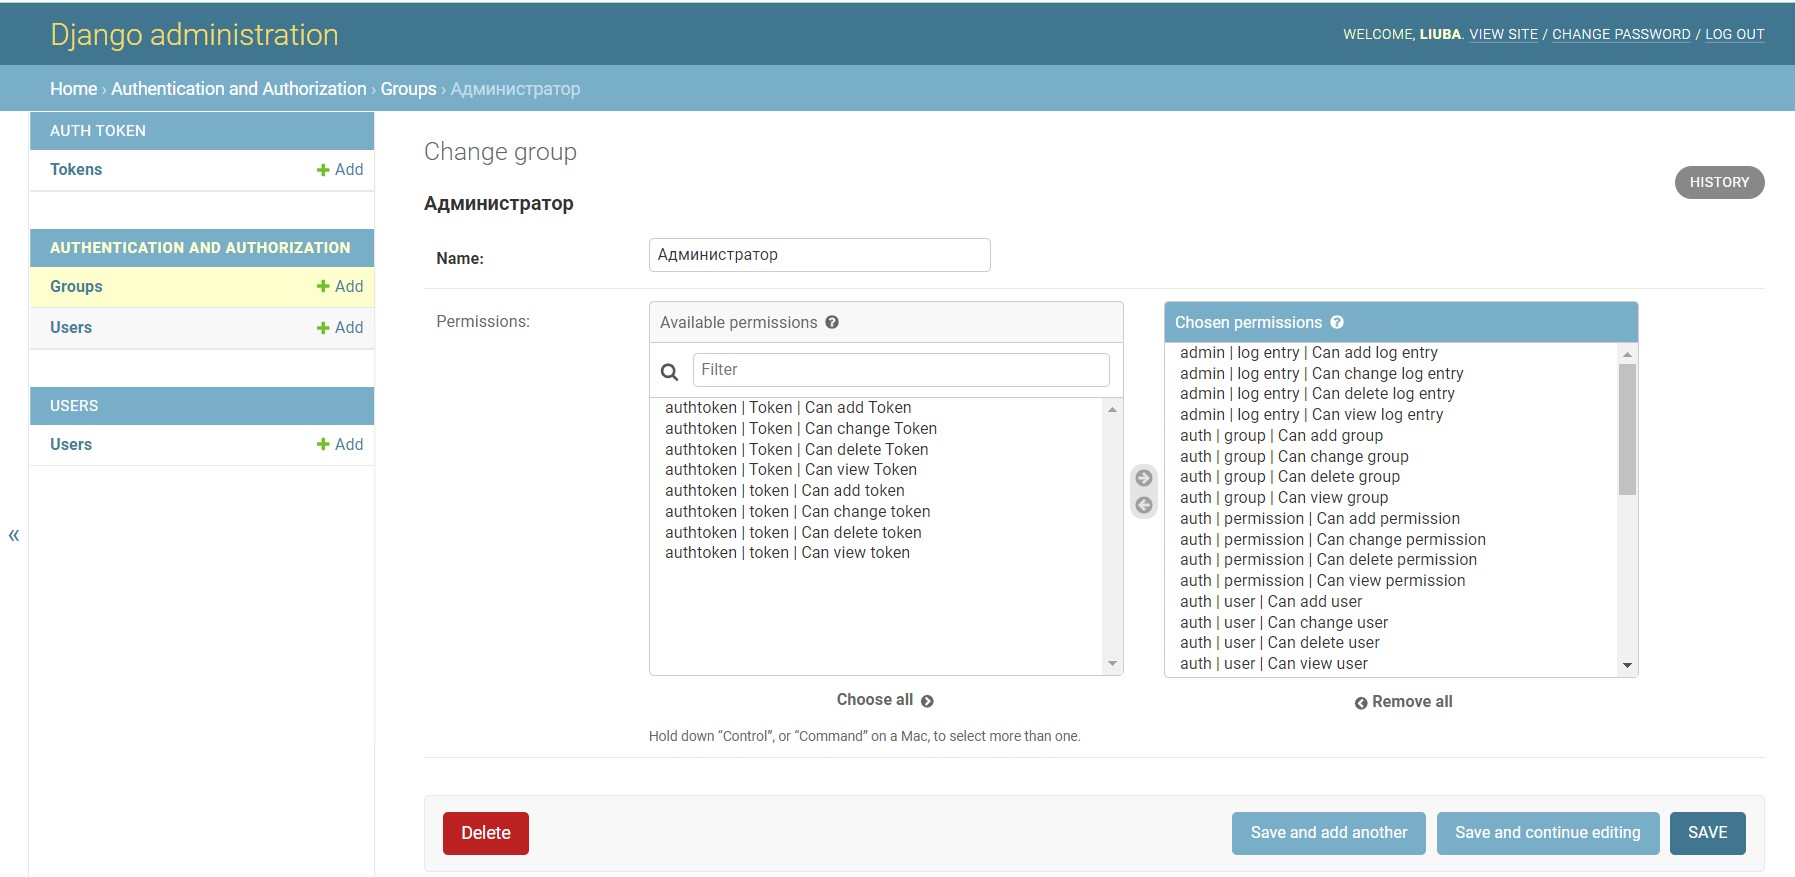 Django administration
WELCOME, LIUBA. VIEW SITE / CHANGE PASSWORD / LOG OUT
Home › Authentication and Authorization › Groups › Администратор
AUTH TOKEN
Tokens + Add
AUTHENTICATION AND AUTHORIZATION
Groups + Add
Users + Add
USERS
Users + Add
«
Change group
HISTORY
Администратор
Name: Администратор
Permissions:
Available permissions ?
Filter
authtoken | Token | Can add Token
authtoken | Token | Can change Token
authtoken | Token | Can delete Token
authtoken | Token | Can view Token
authtoken | token | Can add token
authtoken | token | Can change token
authtoken | token | Can delete token
authtoken | token | Can view token
Choose all
Hold down “Control”, or “Command” on a Mac, to select more than one.
Chosen permissions ?
admin | log entry | Can add log entry
admin | log entry | Can change log entry
admin | log entry | Can delete log entry
admin | log entry | Can view log entry
auth | group | Can add group
auth | group | Can change group
auth | group | Can delete group
auth | group | Can view group
auth | permission | Can add permission
auth | permission | Can change permission
auth | permission | Can delete permission
auth | permission | Can view permission
auth | user | Can add user
auth | user | Can change user
auth | user | Can delete user
auth | user | Can view user
Remove all
Delete
Save and add another
Save and continue editing
SAVE